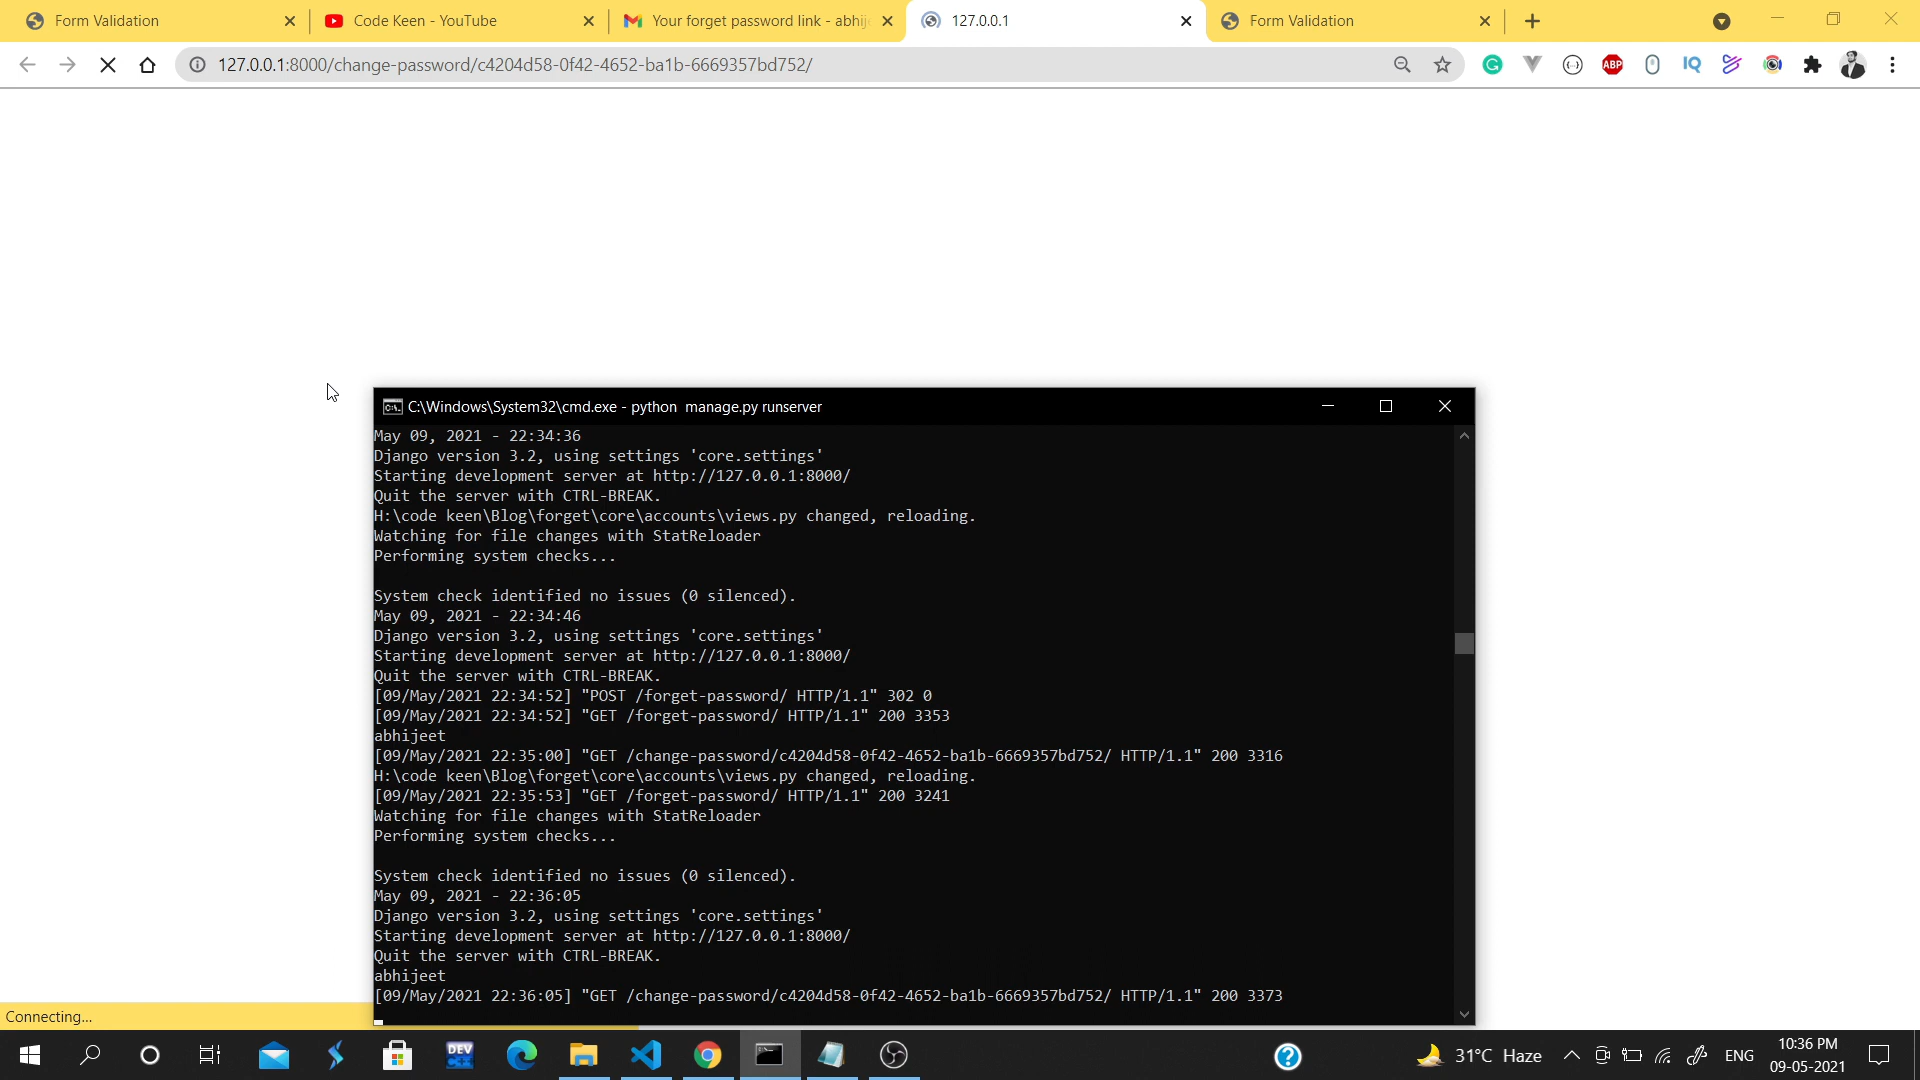 Form Validation
Code Keen - YouTube
Your forget password link - abhij
127.0.0.1
Form Validation
127.0.0.1:8000/change-password/c4204d58-0f42-4652-ba1b-6669357bd752/
ABP
IQ
C:\Windows\System32\cmd.exe - python  manage.py runserver
May 09, 2021 - 22:34:36
Django version 3.2, using settings 'core.settings'
Starting development server at http://127.0.0.1:8000/
Quit the server with CTRL-BREAK.
H:\code keen\Blog\forget\core\accounts\views.py changed, reloading.
Watching for file changes with StatReloader
Performing system checks...
System check identified no issues (0 silenced).
May 09, 2021 - 22:34:46
Django version 3.2, using settings 'core.settings'
Starting development server at http://127.0.0.1:8000/
Quit the server with CTRL-BREAK.
[09/May/2021 22:34:52] "POST /forget-password/ HTTP/1.1" 302 0
[09/May/2021 22:34:52] "GET /forget-password/ HTTP/1.1" 200 3353
abhijeet
[09/May/2021 22:35:00] "GET /change-password/c4204d58-0f42-4652-ba1b-6669357bd752/ HTTP/1.1" 200 3316
H:\code keen\Blog\forget\core\accounts\views.py changed, reloading.
[09/May/2021 22:35:53] "GET /forget-password/ HTTP/1.1" 200 3241
Watching for file changes with StatReloader
Performing system checks...
System check identified no issues (0 silenced).
May 09, 2021 - 22:36:05
Django version 3.2, using settings 'core.settings'
Starting development server at http://127.0.0.1:8000/
Quit the server with CTRL-BREAK.
abhijeet
[09/May/2021 22:36:05] "GET /change-password/c4204d58-0f42-4652-ba1b-6669357bd752/ HTTP/1.1" 200 3373
Connecting...
DEV
31°C Haze
ENG
10:36 PM
09-05-2021